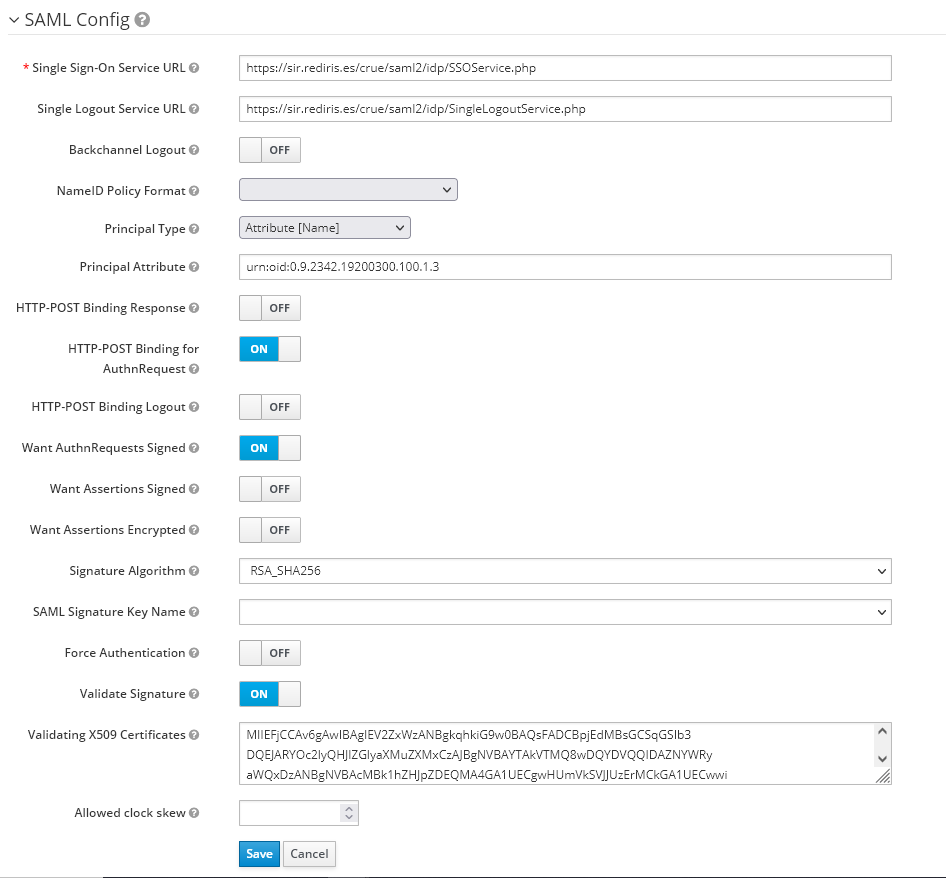 SAML Config
* Single Sign-On Service URL https://sir.rediris.es/crue/saml2/idp/SSOService.php
Single Logout Service URL https://sir.rediris.es/crue/saml2/idp/SingleLogoutService.php
Backchannel Logout OFF
NameID Policy Format
Principal Type Attribute [Name]
Principal Attribute urn:oid:0.9.2342.19200300.100.1.3
HTTP-POST Binding Response OFF
HTTP-POST Binding for
AuthnRequest ON
HTTP-POST Binding Logout OFF
Want AuthnRequests Signed ON
Want Assertions Signed OFF
Want Assertions Encrypted OFF
Signature Algorithm RSA_SHA256
SAML Signature Key Name
Force Authentication OFF
Validate Signature ON
Validating X509 Certificates MIIEFjCCAv6gAwIBAgIEV2ZxWzANBgkqhkiG9w0BAQsFADCBpjEdMBsGCSqGSIb3
DQEJARYOc2lyQHJlZGlyaXMuZXMxCzAJBgNVBAYTAkVTMQ8wDQYDVQQIDAZNYWRy
aWQxDzANBgNVBAcMBk1hZHJpZDEQMA4GA1UECgwHUmVkSVJJUzErMCkGA1UECwwi
Allowed clock skew
Save Cancel